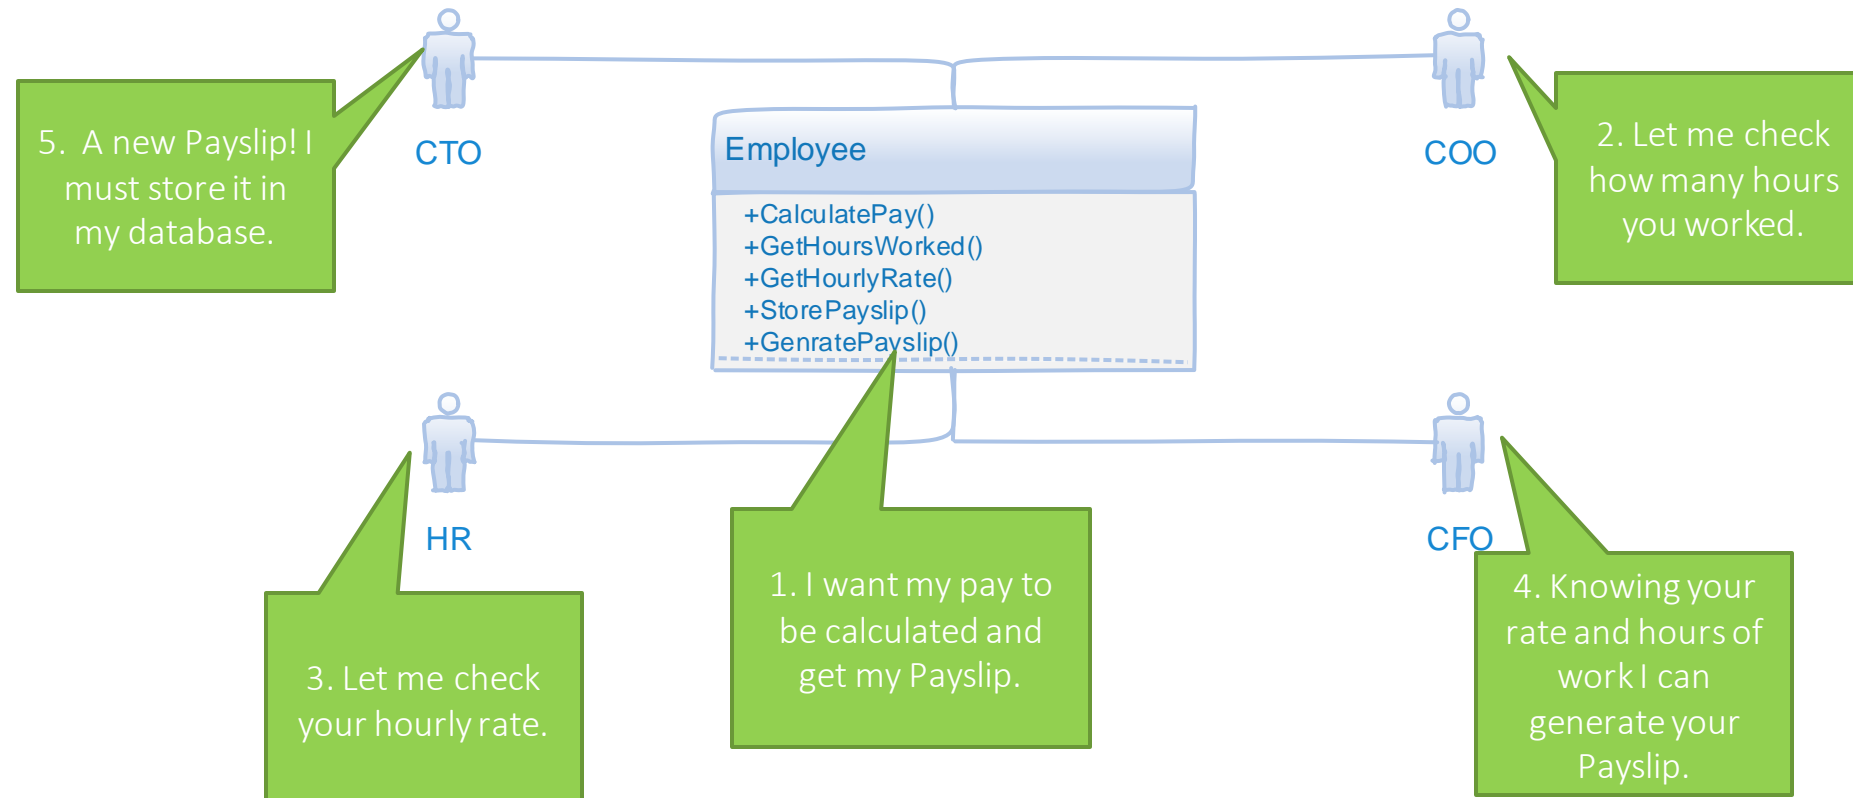 5. A new Payslip! I
must store it in
my database.
CTO
Employee
+CalculatePay()
+GetHoursWorked()
+GetHourlyRate()
+StorePayslip()
+GenratePayslip()
COO
2. Let me check
how many hours
you worked.
HR
3. Let me check
your hourly rate.
1. I want my pay to
be calculated and
get my Payslip.
CFO
4. Knowing your
rate and hours of
work I can
generate your
Payslip.